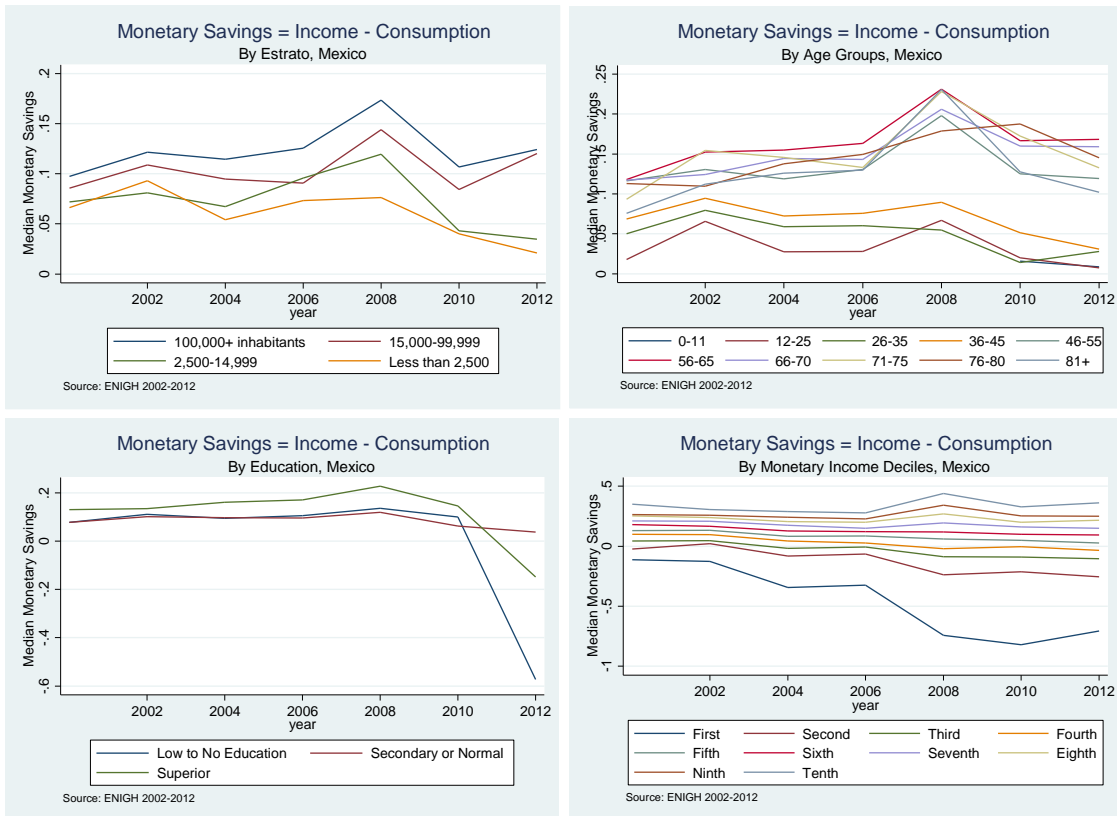 Monetary Savings = Income - Consumption
By Estrato, Mexico
Median Monetary Savings
0 .05 .1 .15 .2
2002 2004 2006 2008 2010 2012
year
100,000+ inhabitants 15,000-99,999
2,500-14,999 Less than 2,500
Source: ENIGH 2002-2012
Monetary Savings = Income - Consumption
By Age Groups, Mexico
Median Monetary Savings
0 .05 .1 .15 .2 .25
2002 2004 2006 2008 2010 2012
year
0-11 12-25 26-35 36-45 46-55
56-65 66-70 71-75 76-80 81+
Source: ENIGH 2002-2012
Monetary Savings = Income - Consumption
By Education, Mexico
Median Monetary Savings
-.6 -.4 -.2 0 .2
2002 2004 2006 2008 2010 2012
year
Low to No Education Secondary or Normal
Superior
Source: ENIGH 2002-2012
Monetary Savings = Income - Consumption
By Monetary Income Deciles, Mexico
Median Monetary Savings
-1 -.5 0 .5
2002 2004 2006 2008 2010 2012
year
First Second Third Fourth
Fifth Sixth Seventh Eighth
Ninth Tenth
Source: ENIGH 2002-2012